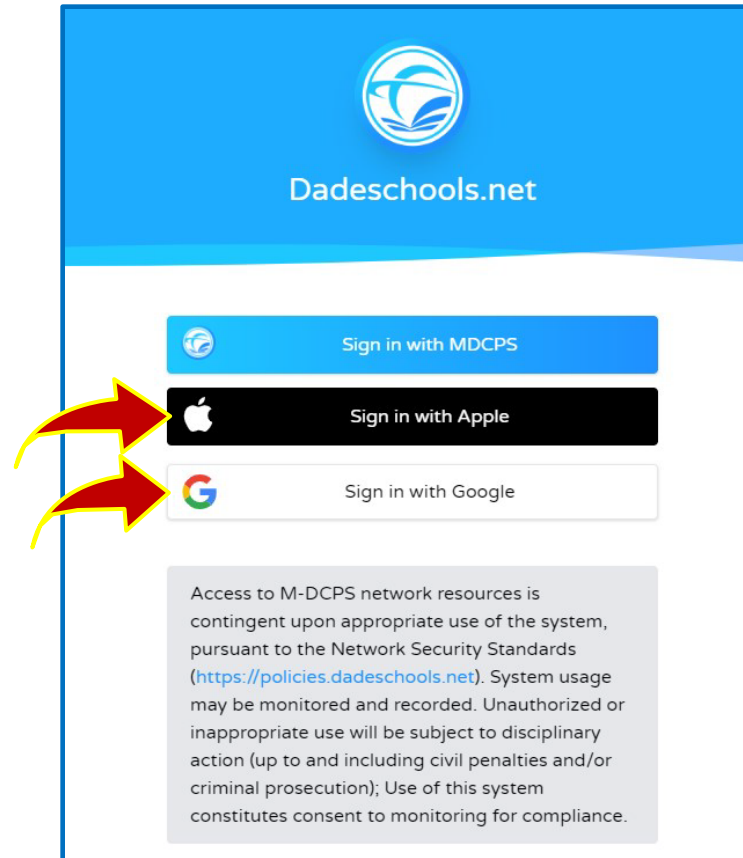 Dadeschools.net
Sign in with MDCPS
Sign in with Apple
Sign in with Google
Access to M-DCPS network resources is
contingent upon appropriate use of the system,
pursuant to the Network Security Standards
(https://policies.dadeschools.net). System usage
may be monitored and recorded. Unauthorized or
inappropriate use will be subject to disciplinary
action (up to and including civil penalties and/or
criminal prosecution); Use of this system
constitutes consent to monitoring for compliance.